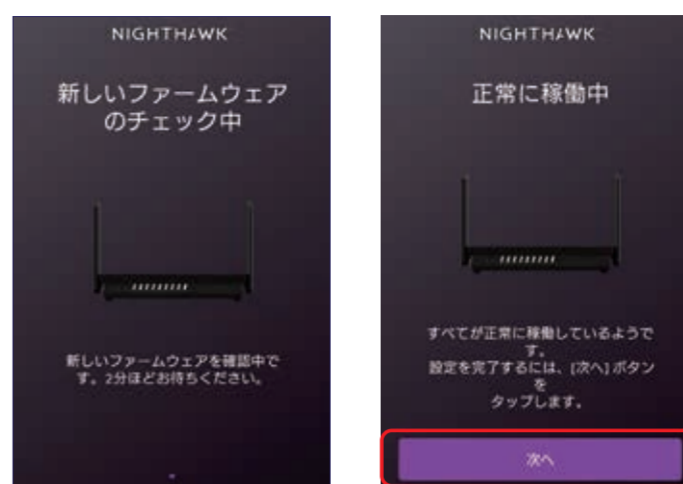 NIGHTHAWK
新しいファームウェア
のチェック中
新しいファームウェアを確認中で
す。2分ほどお待ちください。
NIGHTHAWK
正常に稼働中
すべてが正常に稼働しているようで
す。
設定を完了するには、[次へ] ボタン
を
タップします。
次へ